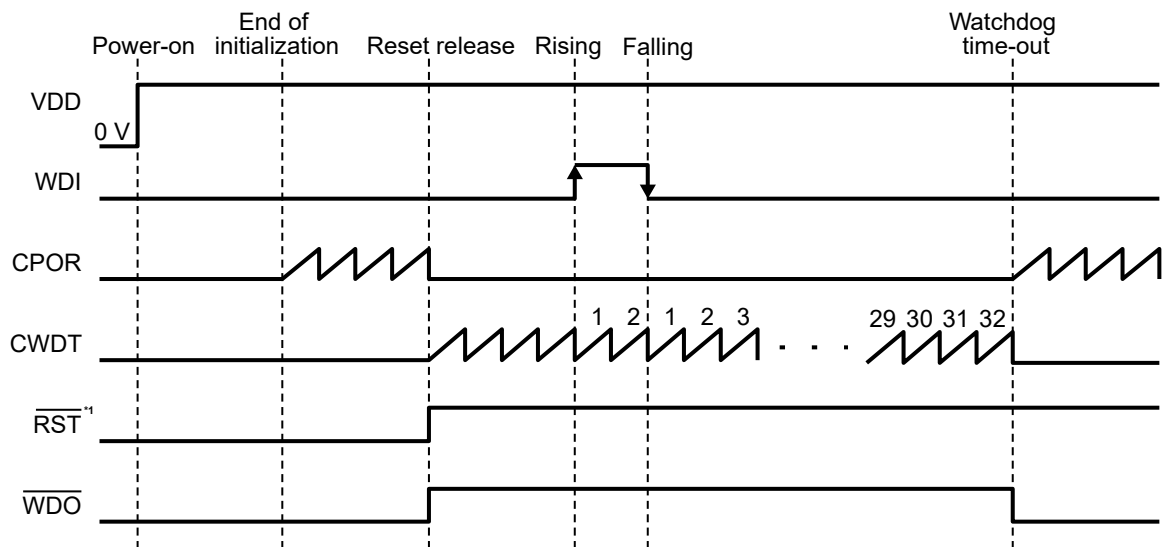 Power-on
End of
initialization
Reset release
Rising
Falling
Watchdog
time-out
VDD
0 V
WDI
CPOR
CWDT
1 2 1 2 3 · · · 29 30 31 32
RST*1
WDO